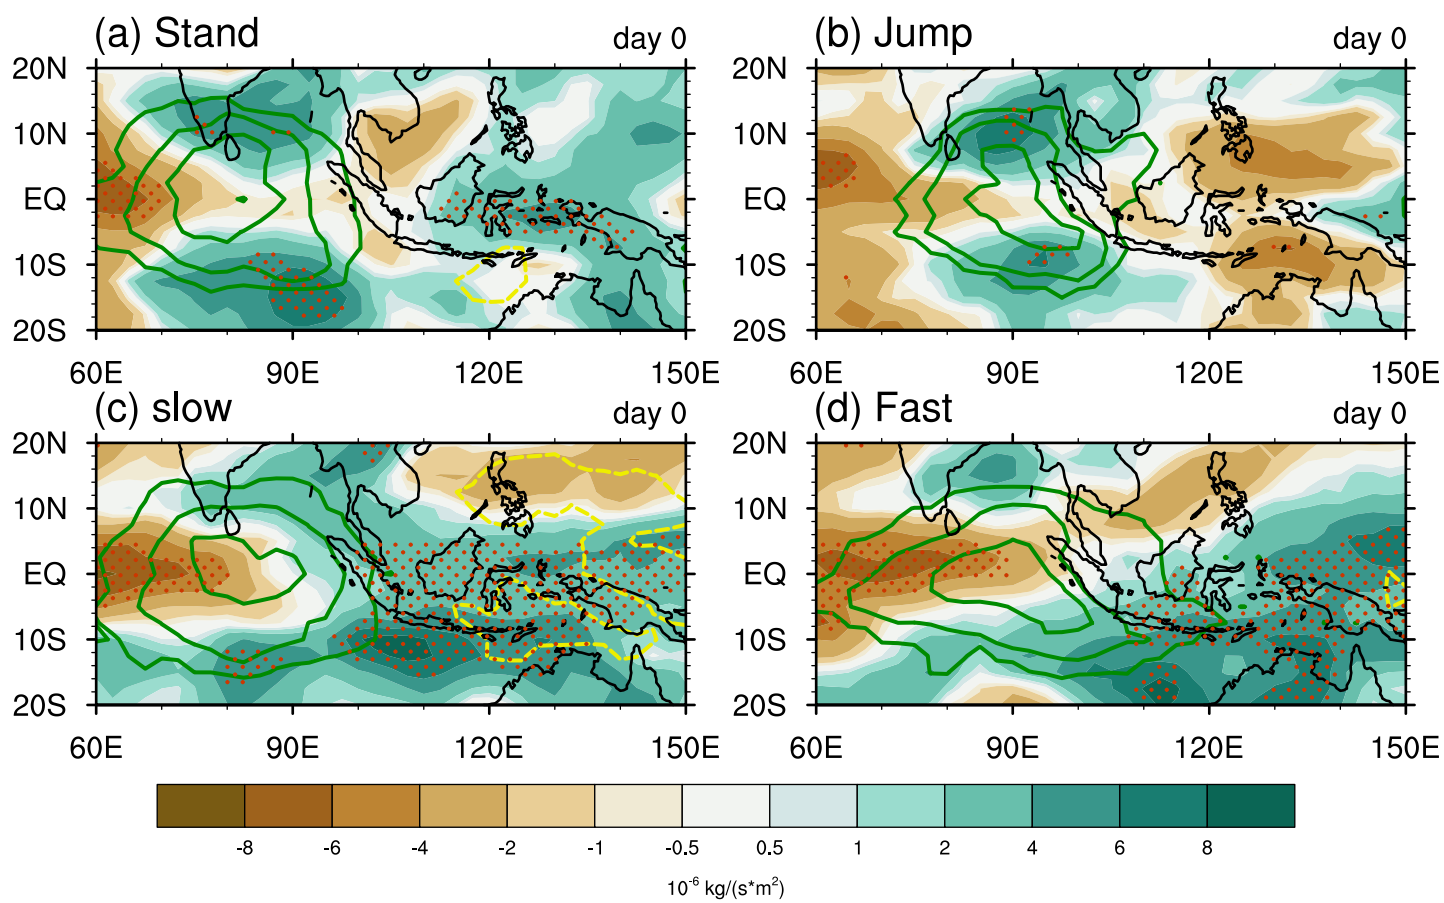 (a) Stand day 0
(b) Jump day 0
20N 20N
10N 10N
EQ EQ
10S 10S
20S 20S
60E 90E 120E 150E 60E 90E 120E 150E
(c) slow day 0
(d) Fast day 0
20N 20N
10N 10N
EQ EQ
10S 10S
20S 20S
60E 90E 120E 150E 60E 90E 120E 150E
-8 -6 -4 -2 -1 -0.5 0.5 1 2 4 6 8
10⁻⁶ kg/(s*m²)